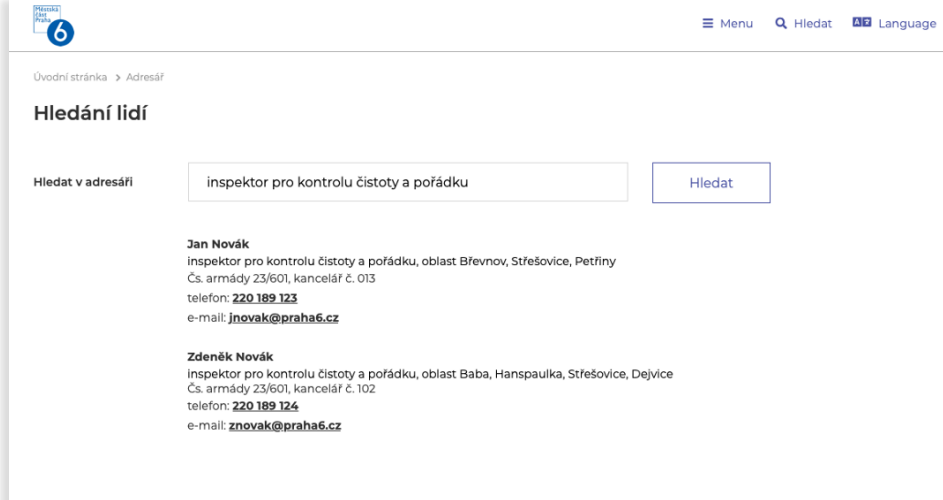 Městská
část
Praha
6
Menu
Hledat
Language
Úvodní stránka > Adresář
Hledání lidí
Hledat v adresáři
inspektor pro kontrolu čistoty a pořádku
Hledat
Jan Novák
inspektor pro kontrolu čistoty a pořádku, oblast Břevnov, Střešovice, Petřiny
Čs. armády 23/601, kancelář č. 013
telefon: 220 189 123
e-mail: jnovak@praha6.cz
Zdeněk Novák
inspektor pro kontrolu čistoty a pořádku, oblast Baba, Hanspaulka, Střešovice, Dejvice
Čs. armády 23/601, kancelář č. 102
telefon: 220 189 124
e-mail: znovak@praha6.cz